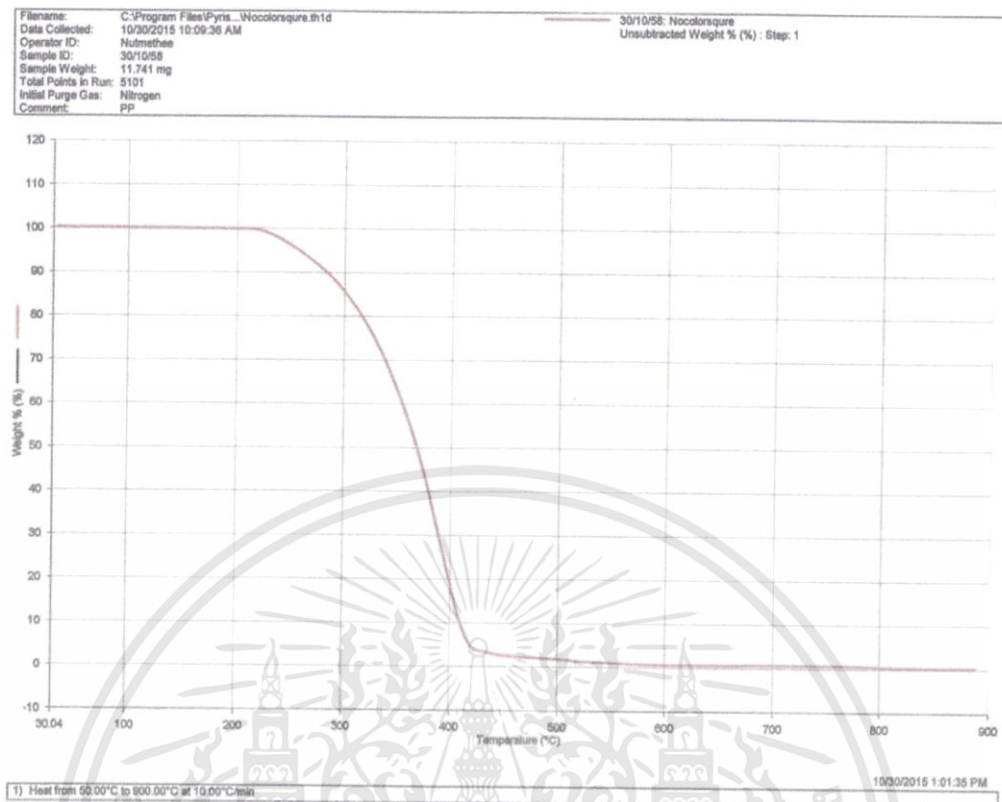 Filename: C:\Program Files\Pyris...\Nocolorsqure.th1d
Data Collected: 10/30/2015 10:09:36 AM
Operator ID: Nutmethee
Sample ID: 30/10/58
Sample Weight: 11.741 mg
Total Points in Run: 5101
Initial Purge Gas: Nitrogen
Comment: PP
30/10/58: Nocolorsqure
Unsubtracted Weight % (%) : Step: 1
120
110
100
90
80
70
60
50
40
30
20
10
0
-10
Weight % (%)
30.04 100 200 300 400 500 600 700 800 900
Temperature (°C)
10/30/2015 1:01:35 PM
1) Heat from 50.00°C to 900.00°C at 10.00°C/min